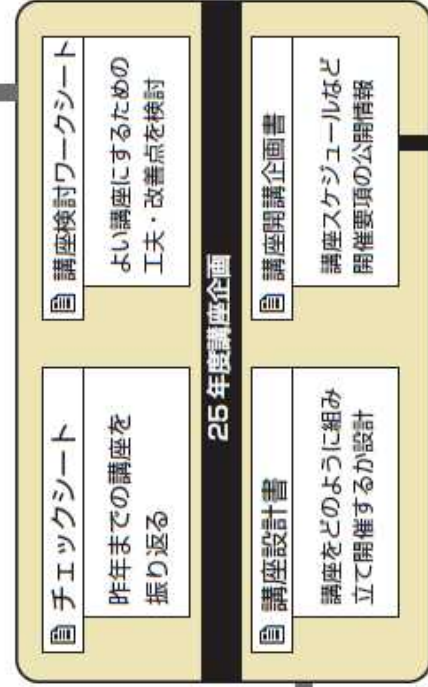 チェックシート
昨年までの講座を
振り返る
講座検討ワークシート
よい講座にするための
工夫・改善点を検討
25 年度講座企画
講座設計書
講座をどのように組み
立て開催するか設計
講座開講企画書
講座スケジュールなど
開催要項の公開情報